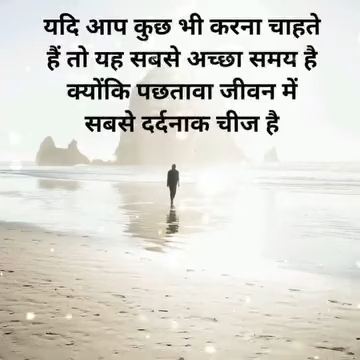 यदि आप कुछ भी करना चाहते
हैं तो यह सबसे अच्छा समय है
क्योंकि पछतावा जीवन में
सबसे दर्दनाक चीज है